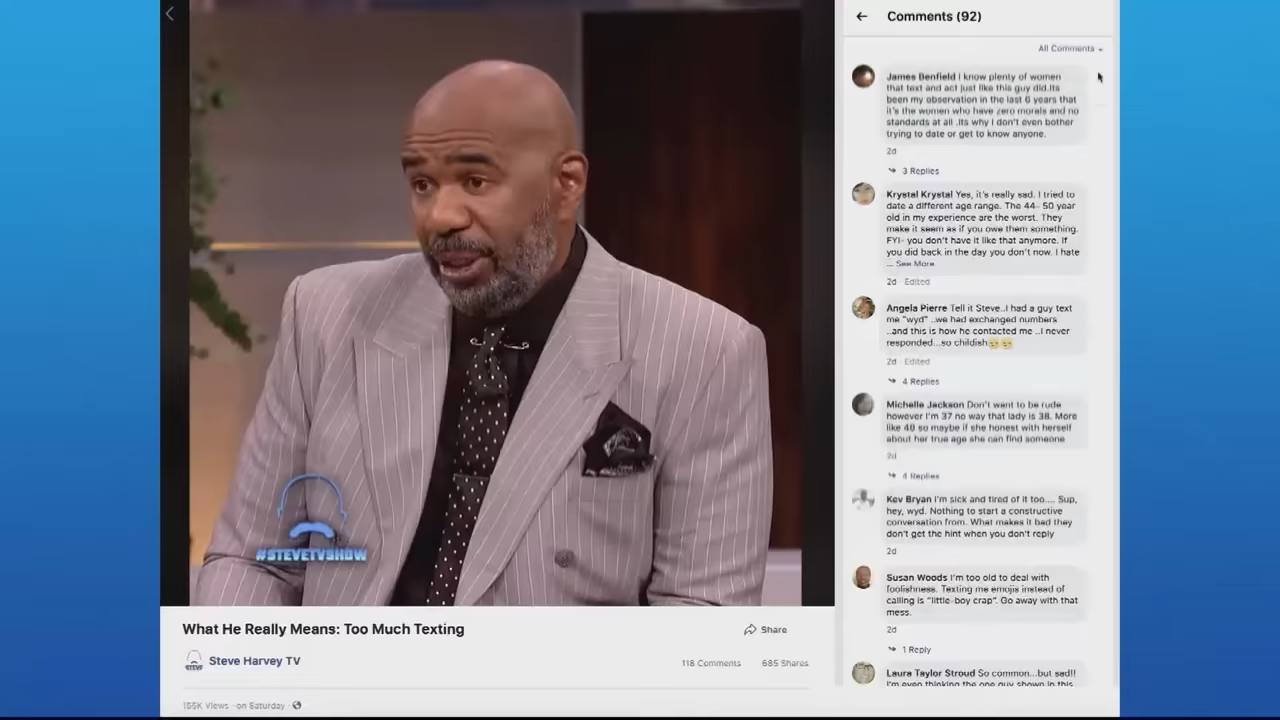 Comments (92)
All Comments
James Benfield I know plenty of women
that text and act just like this guy did.Its
been my observation in the last 6 years that
it's the women who have zero morals and no
standards at all .Its why I don't even bother
trying to date or get to know anyone.
2d
3 Replies
Krystal Krystal Yes, it's really sad. I tried to
date a different age range. The 44- 50 year
old in my experience are the worst. They
make it seem as if you owe them something.
FYI- you don't have it like that anymore. If
you did back in the day you don't now. I hate
... See More
2d · Edited
Angela Pierre Tell it Steve..I had a guy text
me "wyd" ..we had exchanged numbers
..and this is how he contacted me ..I never
responded...so childish😒😒
2d · Edited
4 Replies
Michelle Jackson Don't want to be rude
however I'm 37 no way that lady is 38. More
like 48 so maybe if she honest with herself
about her true age she can find someone
2d
4 Replies
Kev Bryan I'm sick and tired of it too.... Sup,
hey, wyd. Nothing to start a constructive
conversation from. What makes it bad they
don't get the hint when you don't reply
2d
Susan Woods I'm too old to deal with
foolishness. Texting me emojis instead of
calling is "little-boy crap". Go away with that
mess.
2d
1 Reply
Laura Taylor Stroud So common...but sad!!
I'm even thinking the one guy shown in this
#STEVETVSHOW
What He Really Means: Too Much Texting
Share
Steve Harvey TV
118 Comments 685 Shares
155K Views · on Saturday ·